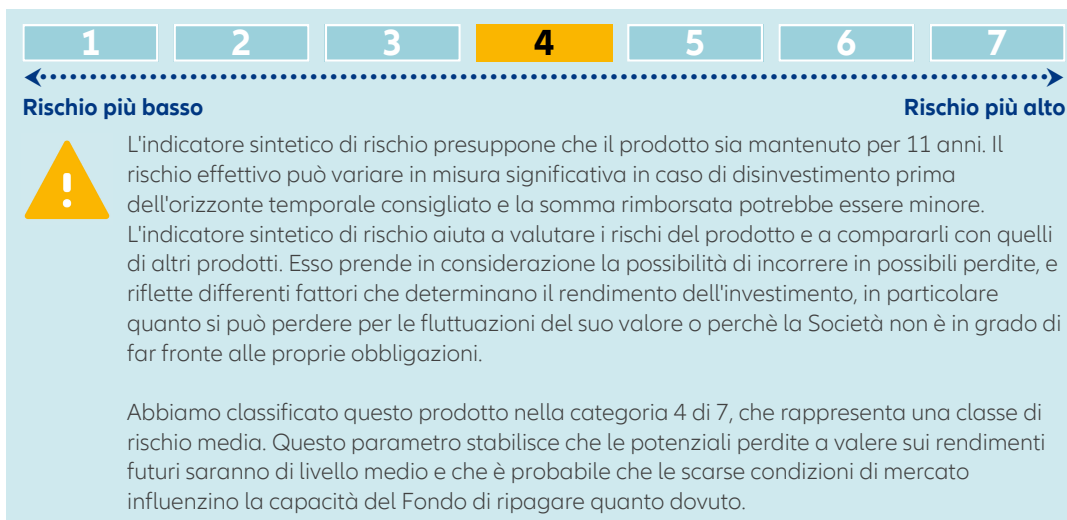 1 2 3 4 5 6 7
Rischio più basso Rischio più alto
L'indicatore sintetico di rischio presuppone che il prodotto sia mantenuto per 11 anni. Il
rischio effettivo può variare in misura significativa in caso di disinvestimento prima
dell'orizzonte temporale consigliato e la somma rimborsata potrebbe essere minore.
L'indicatore sintetico di rischio aiuta a valutare i rischi del prodotto e a compararli con quelli
di altri prodotti. Esso prende in considerazione la possibilità di incorrere in possibili perdite, e
riflette differenti fattori che determinano il rendimento dell'investimento, in particolare
quanto si può perdere per le fluttuazioni del suo valore o perchè la Società non è in grado di
far fronte alle proprie obbligazioni.
Abbiamo classificato questo prodotto nella categoria 4 di 7, che rappresenta una classe di
rischio media. Questo parametro stabilisce che le potenziali perdite a valere sui rendimenti
futuri saranno di livello medio e che è probabile che le scarse condizioni di mercato
influenzino la capacità del Fondo di ripagare quanto dovuto.